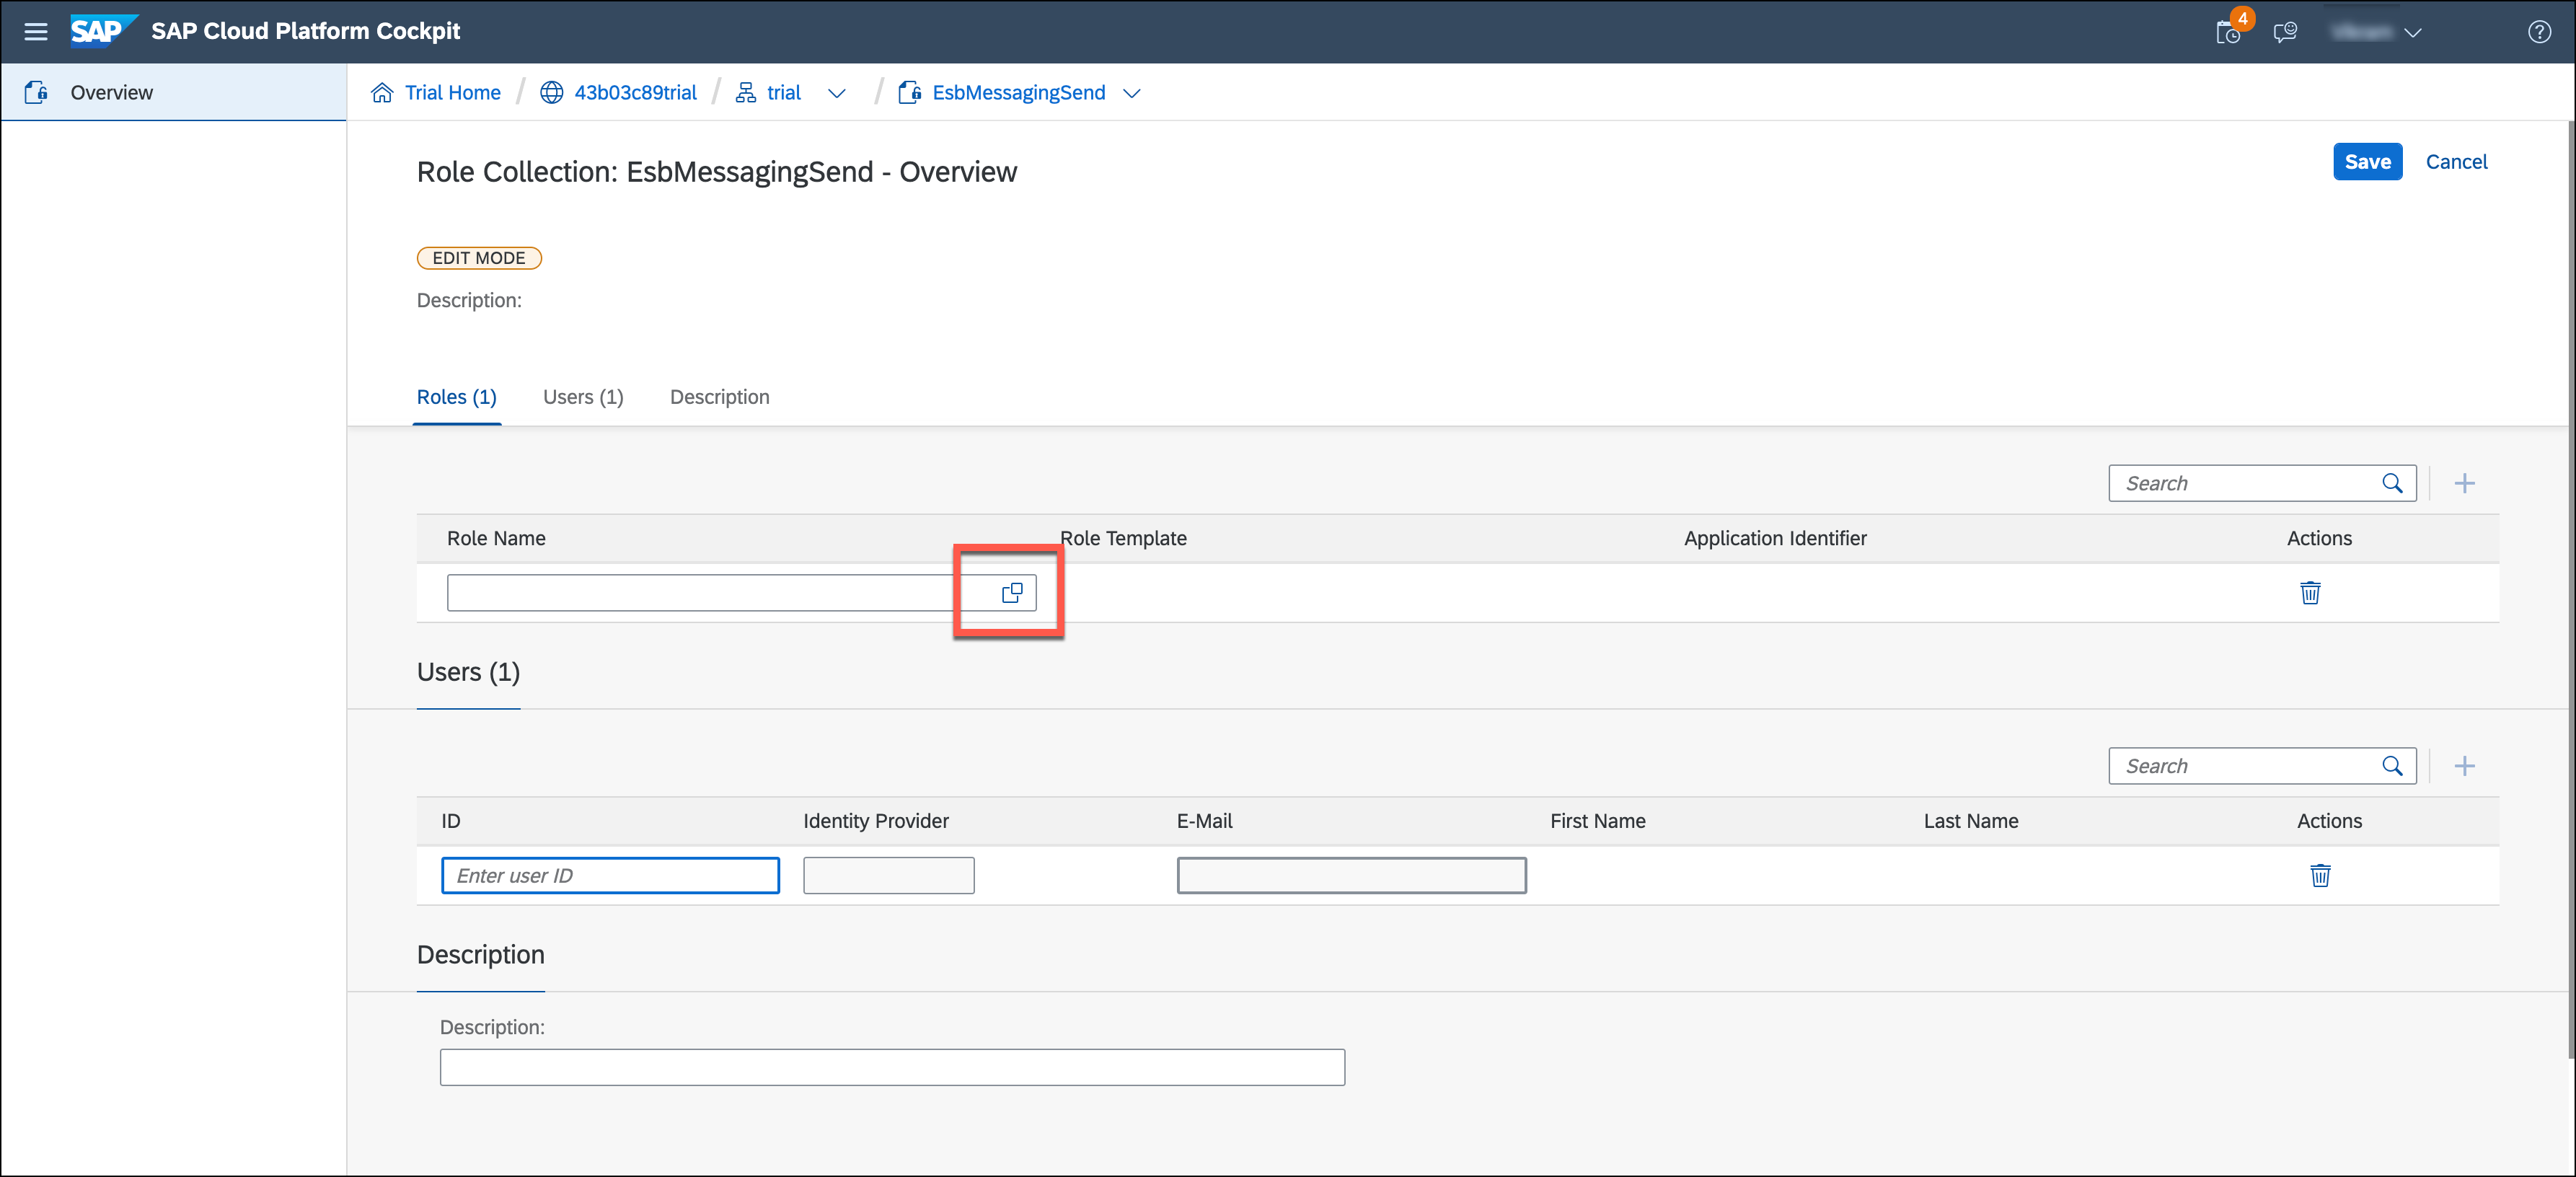 SAP SAP Cloud Platform Cockpit 4
Overview
Trial Home / 43b03c89trial / trial / EsbMessagingSend
Role Collection: EsbMessagingSend - Overview
Save Cancel
EDIT MODE
Description:
Roles (1) Users (1) Description
Search
Role Name Role Template Application Identifier Actions
Users (1)
Search
ID Identity Provider E-Mail First Name Last Name Actions
Enter user ID
Description
Description: